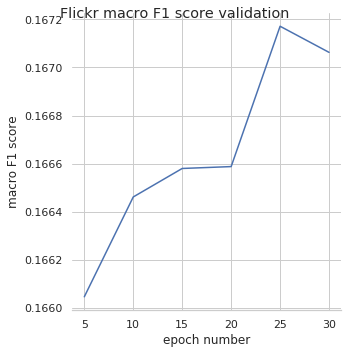 Flickr macro F1 score validation
0.1672
0.1670
0.1668
0.1666
0.1664
0.1662
0.1660
macro F1 score
5 10 15 20 25 30
epoch number